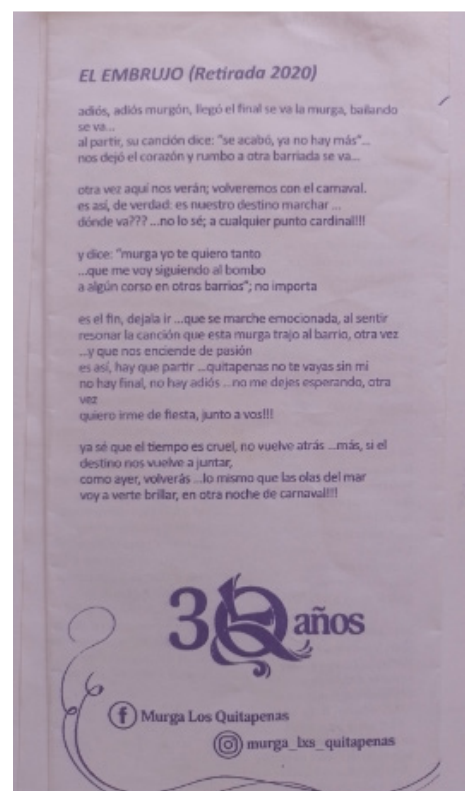 EL EMBRUJO (Retirada 2020)
adiós, adiós murgón, llegó el final se va la murga, bailando
se va...
al partir, su canción dice: "se acabó, ya no hay más"...
nos dejó el corazón y rumbo a otra barriada se va...
otra vez aquí nos verán; volveremos con el carnaval.
es así, de verdad: es nuestro destino marchar ...
dónde va??? ...no lo sé; a cualquier punto cardinal!!!
y dice: "murga yo te quiero tanto
...que me voy siguiendo al bombo
a algún corso en otros barrios"; no importa
es el fin, dejala ir ...que se marche emocionada, al sentir
resonar la canción que esta murga trajo al barrio, otra vez
...y que nos enciende de pasión
es así, hay que partir ...quitapenas no te vayas sin mi
no hay final, no hay adiós ...no me dejes esperando, otra
vez
quiero irme de fiesta, junto a vos!!!
ya sé que el tiempo es cruel, no vuelve atrás ...más, si el
destino nos vuelve a juntar,
como ayer, volverás ...lo mismo que las olas del mar
voy a verte brillar, en otra noche de carnaval!!!
30 años
Murga Los Quitapenas
murga_lxs_quitapenas